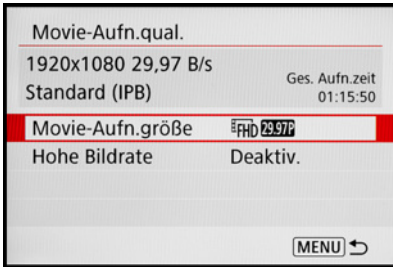 Movie-Aufn.qual.
1920x1080 29,97 B/s
Standard (IPB)
Ges. Aufn.zeit
01:15:50
Movie-Aufn.größe FHD 29.97P
Hohe Bildrate Deaktiv.
MENU